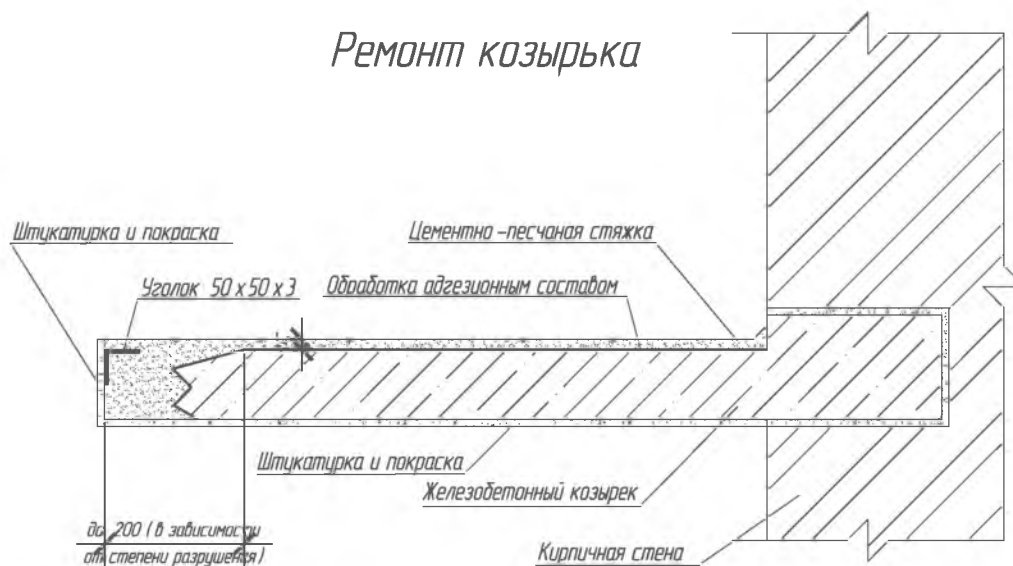 Ремонт козырька
Штукатурка и покраска
Цементно –песчаная стяжка
Уголок 50 х 50 х 3
Обработка адгезионным составом
Штукатурка и покраска
Железобетонный козырек
до 200 ( в зависимости
от степени разрушения )
Кирпичная стена